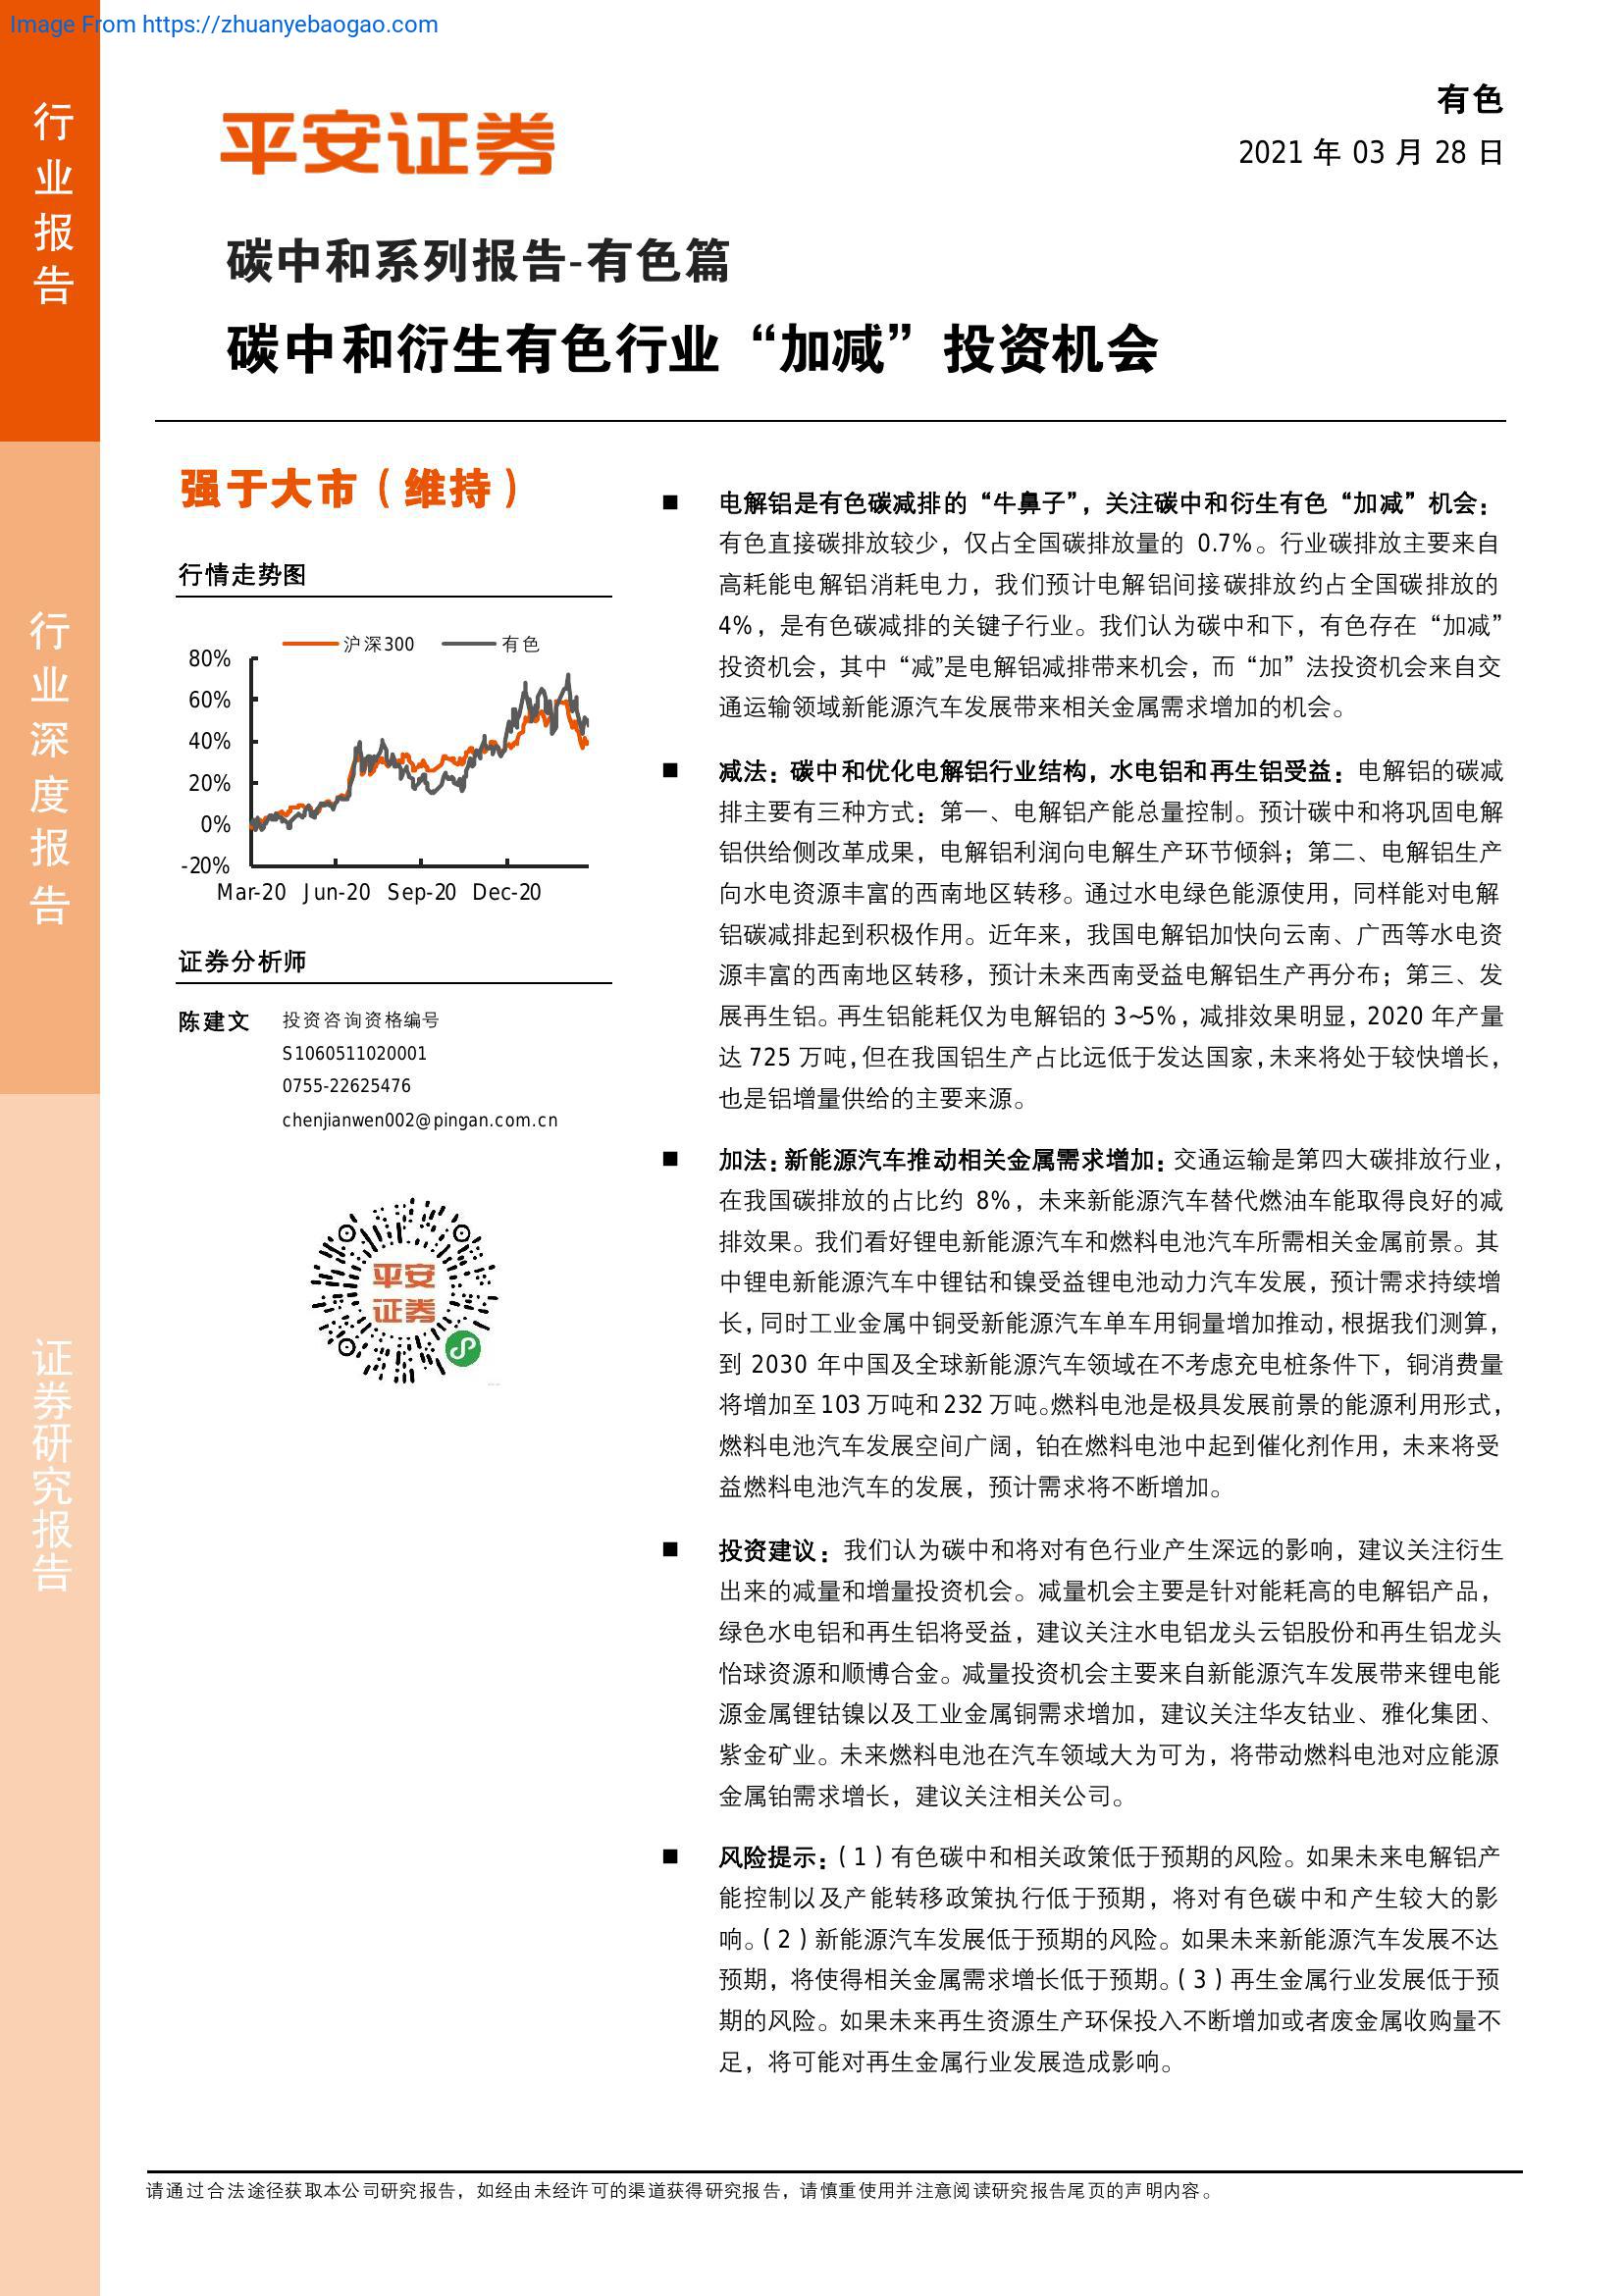 Image From https://zhuanyebaogao.com
行业报告
行业深度报告
证券研究报告
平安证券
有色
2021 年 03 月 28 日
碳中和系列报告-有色篇
碳中和衍生有色行业“加减”投资机会
强于大市（维持）
行情走势图
沪深300 有色
80%
60%
40%
20%
0%
-20%
Mar-20 Jun-20 Sep-20 Dec-20
证券分析师
陈建文 投资咨询资格编号
S1060511020001
0755-22625476
chenjianwen002@pingan.com.cn
平安
证券
■ 电解铝是有色碳减排的“牛鼻子”，关注碳中和衍生有色“加减”机会：
有色直接碳排放较少，仅占全国碳排放量的 0.7%。行业碳排放主要来自
高耗能电解铝消耗电力，我们预计电解铝间接碳排放约占全国碳排放的
4%，是有色碳减排的关键子行业。我们认为碳中和下，有色存在“加减”
投资机会，其中“减”是电解铝减排带来机会，而“加”法投资机会来自交
通运输领域新能源汽车发展带来相关金属需求增加的机会。
■ 减法：碳中和优化电解铝行业结构，水电铝和再生铝受益：电解铝的碳减
排主要有三种方式：第一、电解铝产能总量控制。预计碳中和将巩固电解
铝供给侧改革成果，电解铝利润向电解生产环节倾斜；第二、电解铝生产
向水电资源丰富的西南地区转移。通过水电绿色能源使用，同样能对电解
铝碳减排起到积极作用。近年来，我国电解铝加快向云南、广西等水电资
源丰富的西南地区转移，预计未来西南受益电解铝生产再分布；第三、发
展再生铝。再生铝能耗仅为电解铝的 3~5%，减排效果明显，2020 年产量
达 725 万吨，但在我国铝生产占比远低于发达国家，未来将处于较快增长，
也是铝增量供给的主要来源。
■ 加法：新能源汽车推动相关金属需求增加：交通运输是第四大碳排放行业，
在我国碳排放的占比约 8%，未来新能源汽车替代燃油车能取得良好的减
排效果。我们看好锂电新能源汽车和燃料电池汽车所需相关金属前景。其
中锂电新能源汽车中锂钴和镍受益锂电池动力汽车发展，预计需求持续增
长，同时工业金属中铜受新能源汽车单车用铜量增加推动，根据我们测算，
到 2030 年中国及全球新能源汽车领域在不考虑充电桩条件下，铜消费量
将增加至 103 万吨和 232 万吨。燃料电池是极具发展前景的能源利用形式，
燃料电池汽车发展空间广阔，铂在燃料电池中起到催化剂作用，未来将受
益燃料电池汽车的发展，预计需求将不断增加。
■ 投资建议：我们认为碳中和将对有色行业产生深远的影响，建议关注衍生
出来的减量和增量投资机会。减量机会主要是针对能耗高的电解铝产品，
绿色水电铝和再生铝将受益，建议关注水电铝龙头云铝股份和再生铝龙头
怡球资源和顺博合金。减量投资机会主要来自新能源汽车发展带来锂电能
源金属锂钴镍以及工业金属铜需求增加，建议关注华友钴业、雅化集团、
紫金矿业。未来燃料电池在汽车领域大为可为，将带动燃料电池对应能源
金属铂需求增长，建议关注相关公司。
■ 风险提示：（1）有色碳中和相关政策低于预期的风险。如果未来电解铝产
能控制以及产能转移政策执行低于预期，将对有色碳中和产生较大的影
响。（2）新能源汽车发展低于预期的风险。如果未来新能源汽车发展不达
预期，将使得相关金属需求增长低于预期。（3）再生金属行业发展低于预
期的风险。如果未来再生资源生产环保投入不断增加或者废金属收购量不
足，将可能对再生金属行业发展造成影响。
请通过合法途径获取本公司研究报告，如经由未经许可的渠道获得研究报告，请慎重使用并注意阅读研究报告尾页的声明内容。